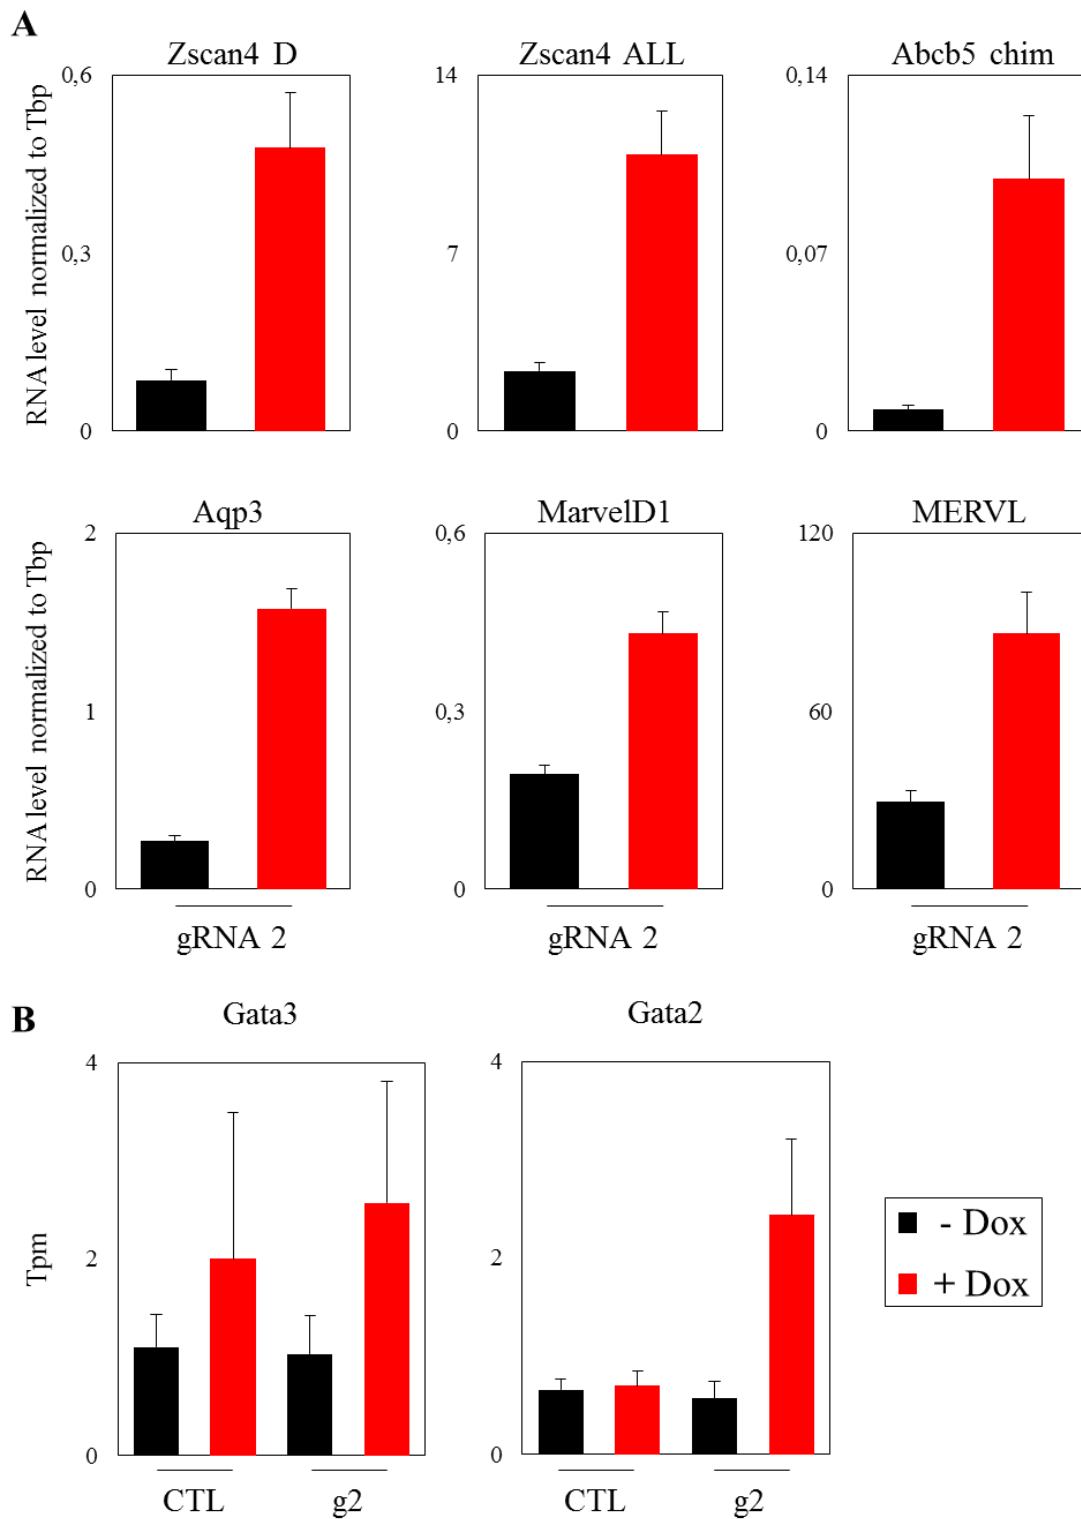 A
Zscan4 D
Zscan4 ALL
Abcb5 chim
RNA level normalized to Tbp
0,6
0,3
0
14
7
0
0,14
0,07
0
Aqp3
MarvelD1
MERVL
RNA level normalized to Tbp
2
1
0
0,6
0,3
0
120
60
0
gRNA 2
gRNA 2
gRNA 2
B
Gata3
Gata2
Tpm
4
2
0
4
2
0
CTL
g2
CTL
g2
- Dox
+ Dox